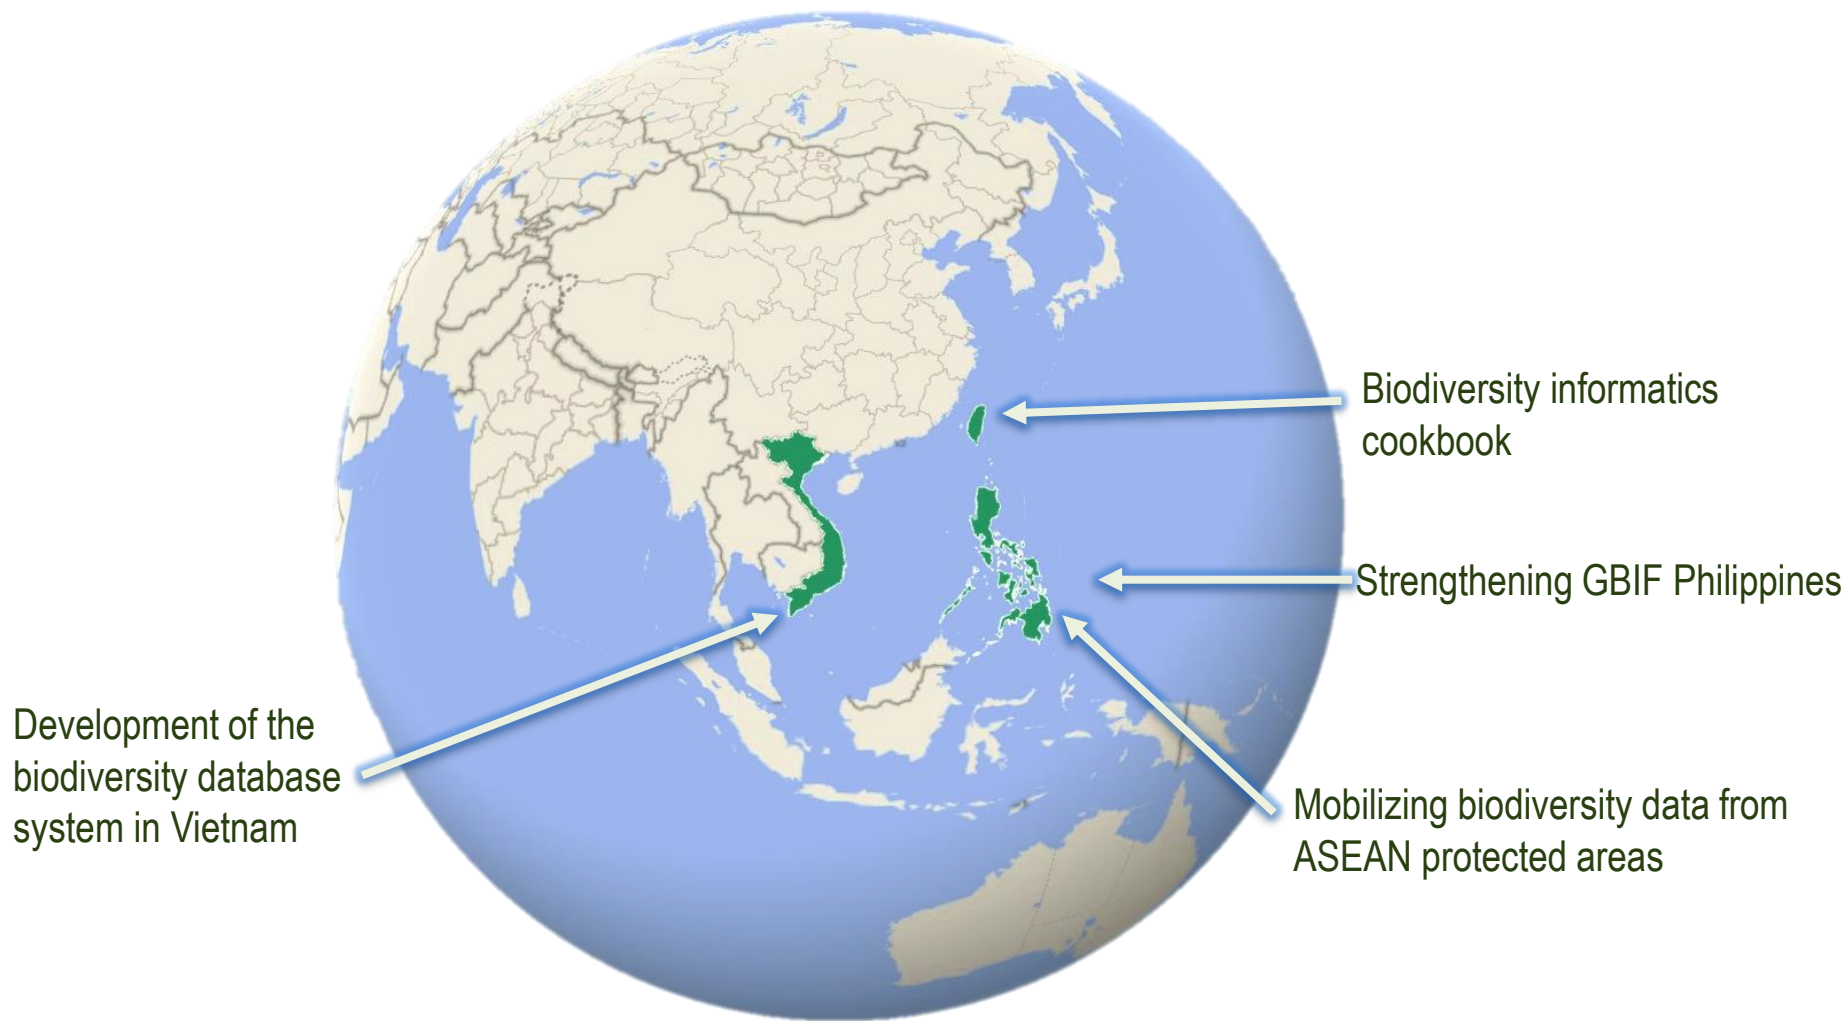 Biodiversity informatics
cookbook
Strengthening GBIF Philippines
Development of the
biodiversity database
system in Vietnam
Mobilizing biodiversity data from
ASEAN protected areas